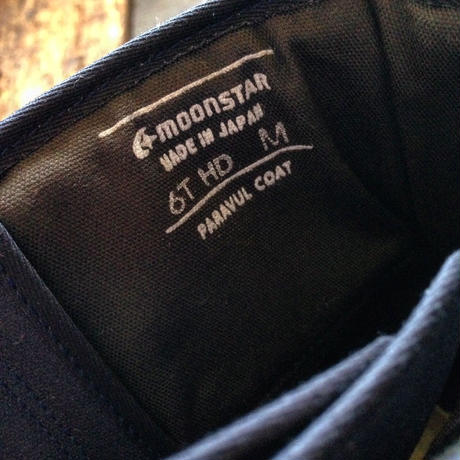 MOONSTAR
MADE IN JAPAN
6T HD M
PARAVUL COAT